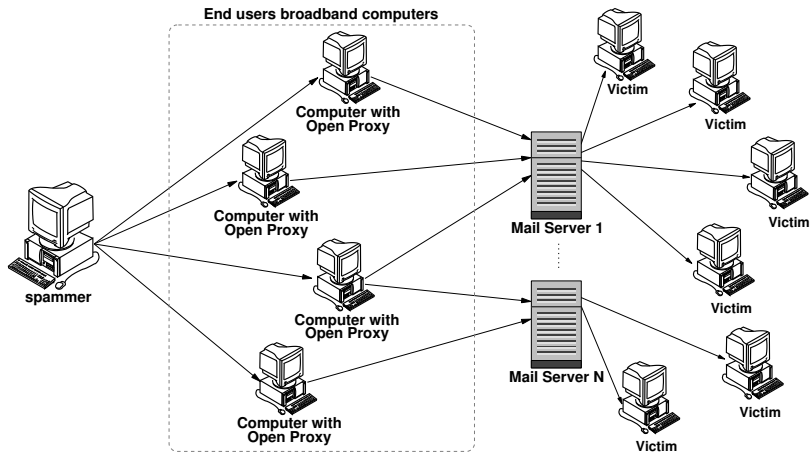 End users broadband computers
Computer with
Open Proxy
Victim
Victim
Computer with
Open Proxy
Mail Server 1
Victim
spammer
Computer with
Open Proxy
Victim
Mail Server N
Computer with
Open Proxy
Victim
Victim